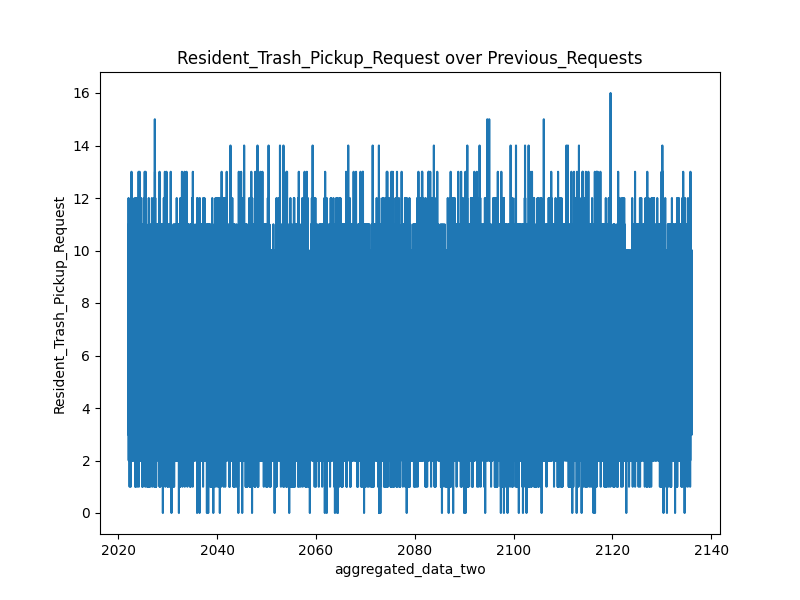 Resident_Trash_Pickup_Request over Previous_Requests
16
14
12
10
8
6
4
2
0
Resident_Trash_Pickup_Request
2020 2040 2060 2080 2100 2120 2140
aggregated_data_two